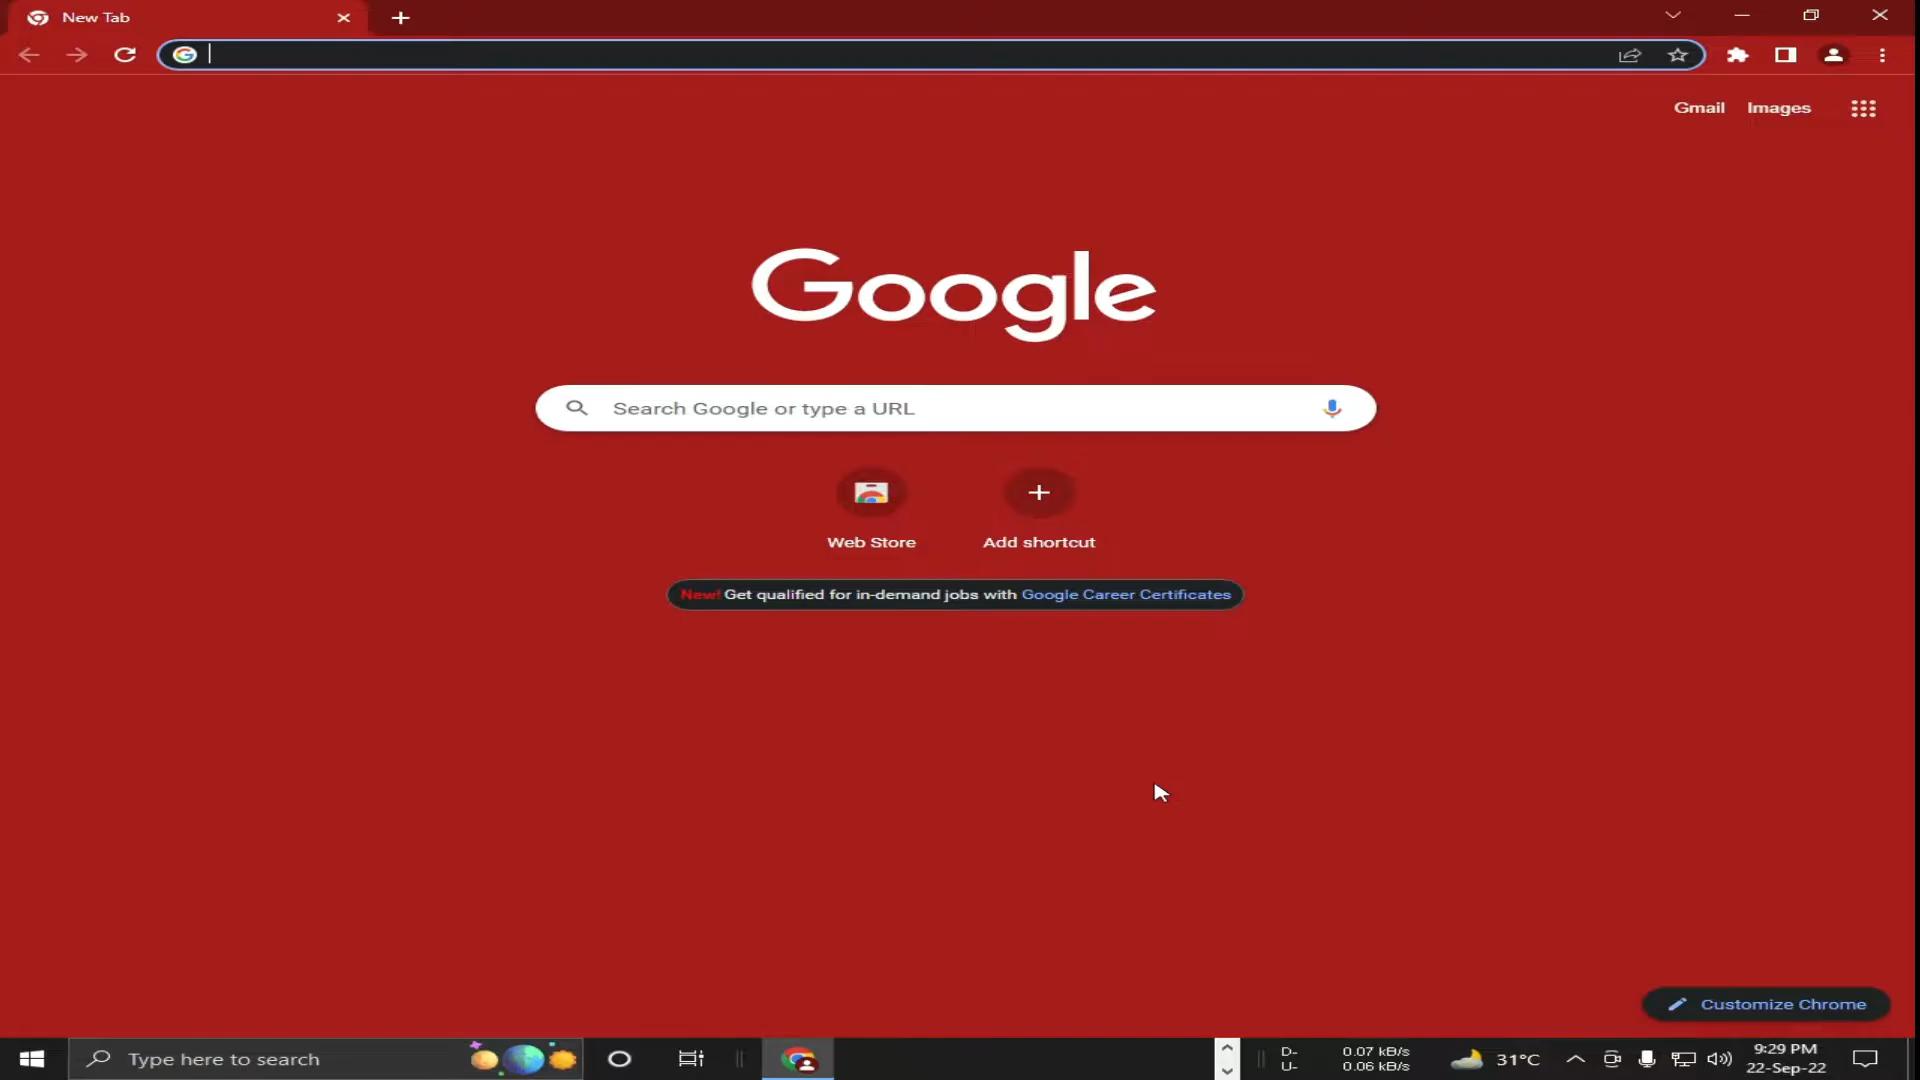 New Tab
Gmail Images
Google
Search Google or type a URL
Web Store Add shortcut
New! Get qualified for in-demand jobs with Google Career Certificates
Customize Chrome
Type here to search
D- 0.07 kB/s
U- 0.06 kB/s
31°C
9:29 PM
22-Sep-22